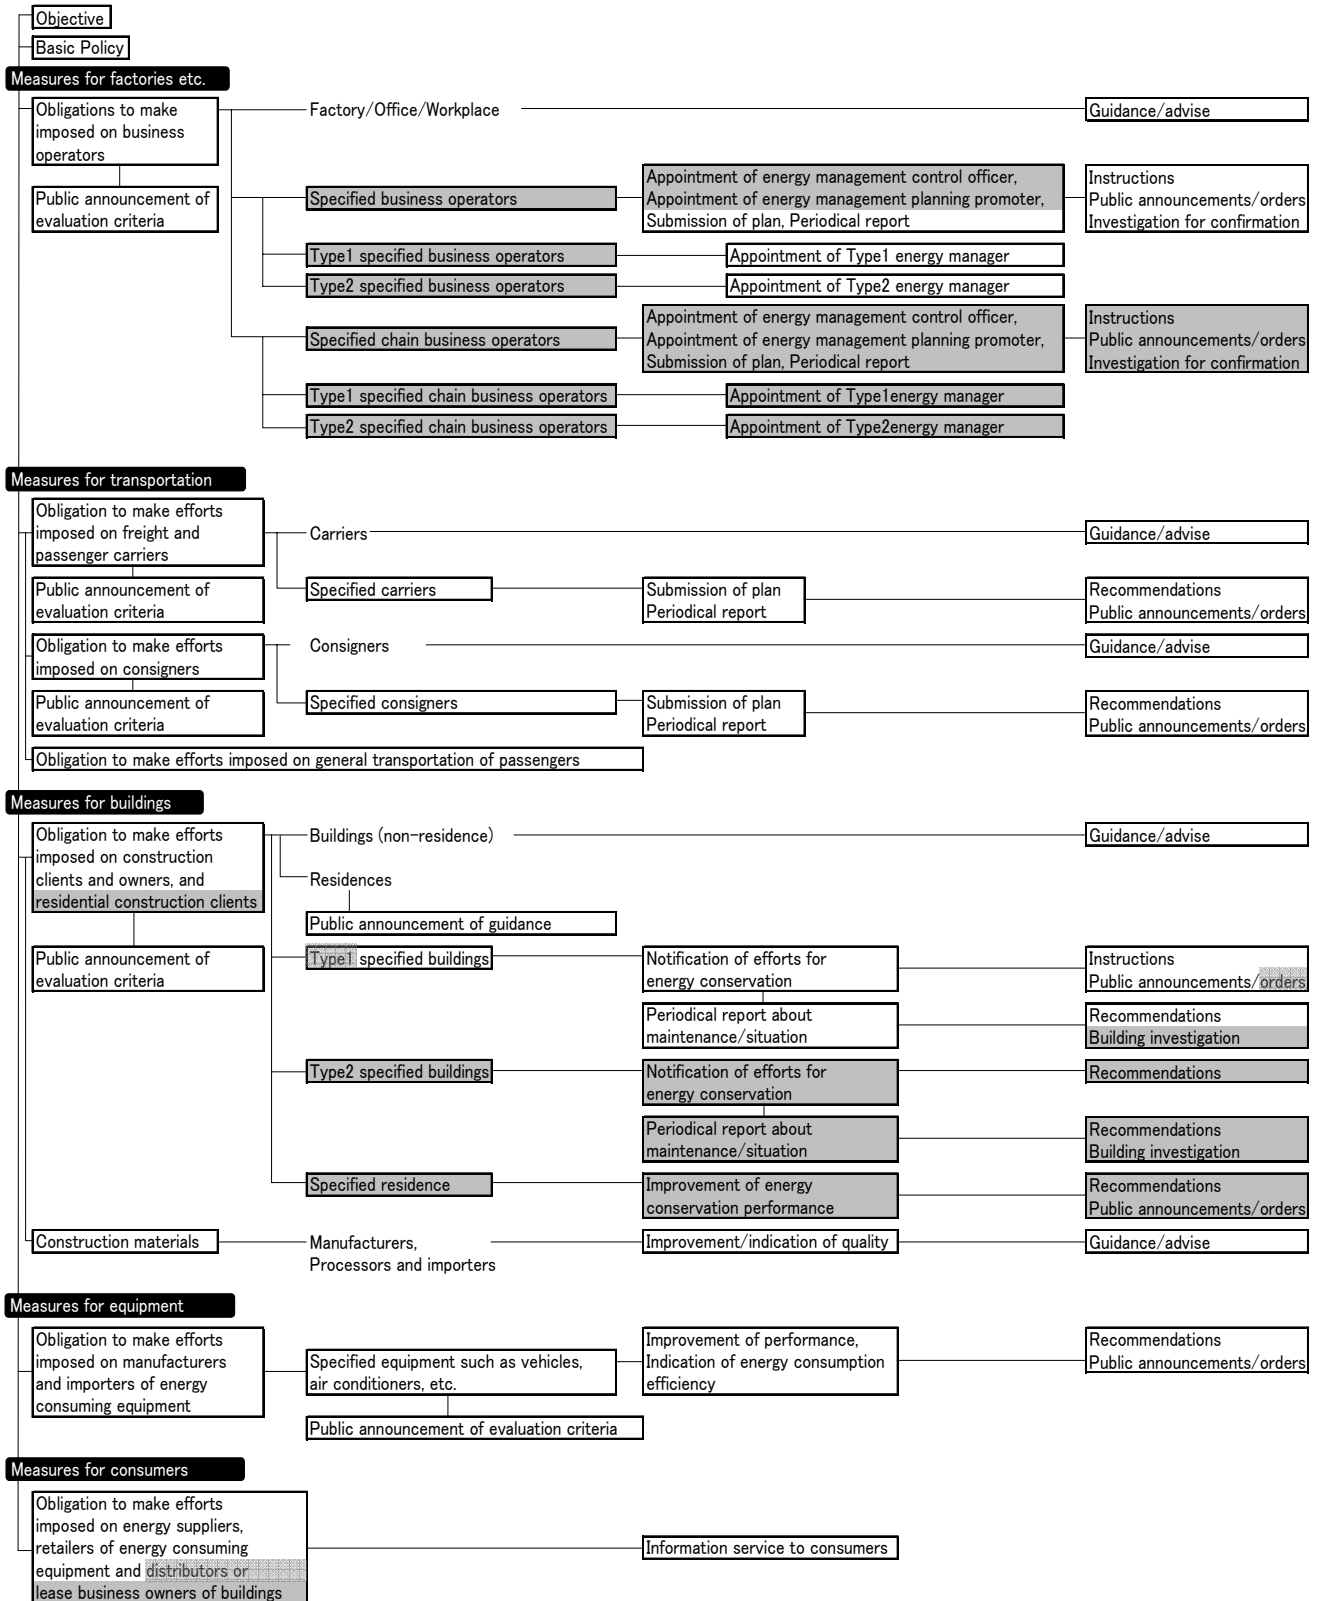 Objective
Basic Policy
Measures for factories etc.
Obligations to make
imposed on business
operators
Factory/Office/Workplace
Guidance/advise
Public announcement of
evaluation criteria
Specified business operators
Appointment of energy management control officer,
Appointment of energy management planning promoter,
Submission of plan, Periodical report
Instructions
Public announcements/orders
Investigation for confirmation
Type1 specified business operators
Appointment of Type1 energy manager
Type2 specified business operators
Appointment of Type2 energy manager
Specified chain business operators
Appointment of energy management control officer,
Appointment of energy management planning promoter,
Submission of plan, Periodical report
Instructions
Public announcements/orders
Investigation for confirmation
Type1 specified chain business operators
Appointment of Type1energy manager
Type2 specified chain business operators
Appointment of Type2energy manager
Measures for transportation
Obligation to make efforts
imposed on freight and
passenger carriers
Carriers
Guidance/advise
Public announcement of
evaluation criteria
Specified carriers
Submission of plan
Periodical report
Recommendations
Public announcements/orders
Obligation to make efforts
imposed on consigners
Consigners
Guidance/advise
Public announcement of
evaluation criteria
Specified consigners
Submission of plan
Periodical report
Recommendations
Public announcements/orders
Obligation to make efforts imposed on general transportation of passengers
Measures for buildings
Obligation to make efforts
imposed on construction
clients and owners, and
residential construction clients
Buildings (non-residence)
Guidance/advise
Residences
Public announcement of guidance
Public announcement of
evaluation criteria
Type1 specified buildings
Notification of efforts for
energy conservation
Instructions
Public announcements/orders
Periodical report about
maintenance/situation
Recommendations
Building investigation
Type2 specified buildings
Notification of efforts for
energy conservation
Recommendations
Periodical report about
maintenance/situation
Recommendations
Building investigation
Specified residence
Improvement of energy
conservation performance
Recommendations
Public announcements/orders
Construction materials
Manufacturers,
Processors and importers
Improvement/indication of quality
Guidance/advise
Measures for equipment
Obligation to make efforts
imposed on manufacturers
and importers of energy
consuming equipment
Specified equipment such as vehicles,
air conditioners, etc.
Improvement of performance,
Indication of energy consumption
efficiency
Recommendations
Public announcements/orders
Public announcement of evaluation criteria
Measures for consumers
Obligation to make efforts
imposed on energy suppliers,
retailers of energy consuming
equipment and distributors or
lease business owners of buildings
Information service to consumers